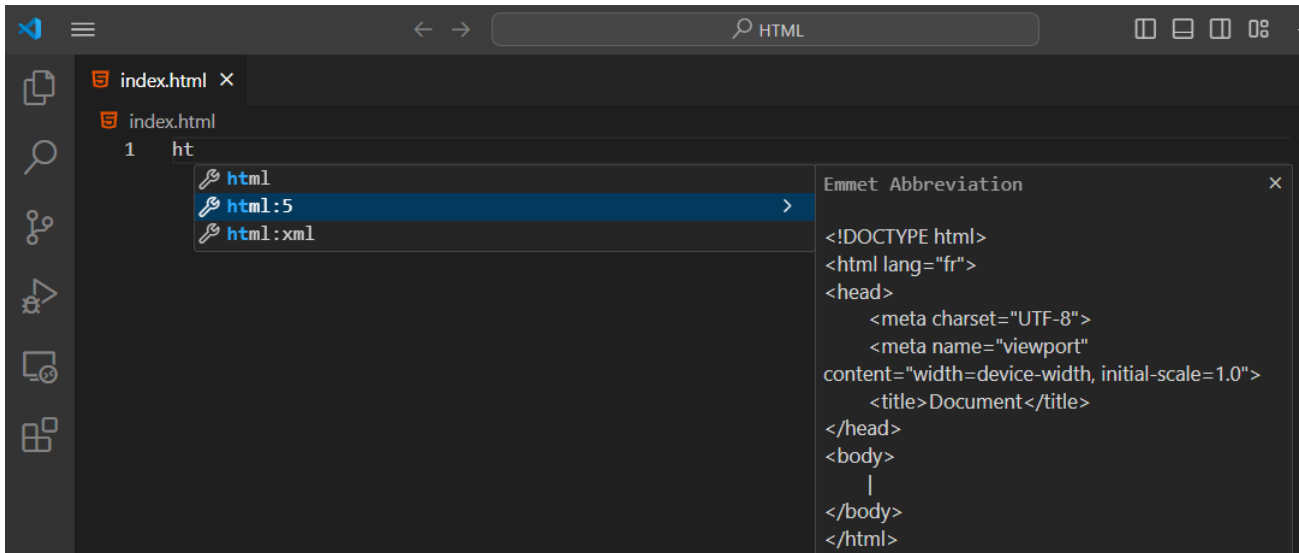 HTML
index.html
index.html
1 ht
html
html:5
html:xml
Emmet Abbreviation
<!DOCTYPE html>
<html lang="fr">
<head>
<meta charset="UTF-8">
<meta name="viewport"
content="width=device-width, initial-scale=1.0">
<title>Document</title>
</head>
<body>
|
</body>
</html>